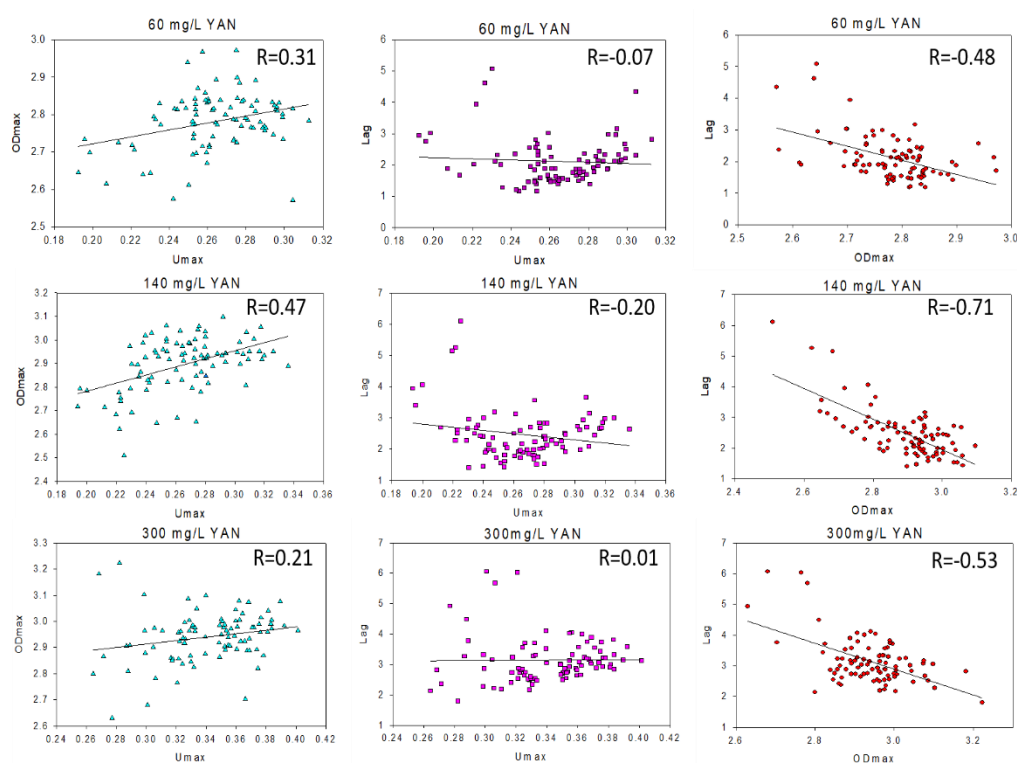 60 mg/L YAN
R=0.31
ODmax
3.0
2.9
2.8
2.7
2.6
2.5
0.18 0.20 0.22 0.24 0.26 0.28 0.30 0.32
Umax
60 mg/L YAN
R=-0.07
Lag
6
5
4
3
2
1
0
0.18 0.20 0.22 0.24 0.26 0.28 0.30 0.32
Umax
60 mg/L YAN
R=-0.48
Lag
6
5
4
3
2
1
0
2.5 2.6 2.7 2.8 2.9 3.0
ODmax
140 mg/L YAN
R=0.47
ODmax
3.2
3.1
3.0
2.9
2.8
2.7
2.6
2.5
2.4
0.18 0.20 0.22 0.24 0.26 0.28 0.30 0.32 0.34 0.36
Umax
140 mg/L YAN
R=-0.20
Lag
7
6
5
4
3
2
1
0.18 0.20 0.22 0.24 0.26 0.28 0.30 0.32 0.34 0.36
Umax
140 mg/L YAN
R=-0.71
Lag
7
6
5
4
3
2
1
2.4 2.6 2.8 3.0 3.2
ODmax
300 mg/L YAN
R=0.21
ODmax
3.3
3.2
3.1
3.0
2.9
2.8
2.7
2.6
0.24 0.26 0.28 0.30 0.32 0.34 0.36 0.38 0.40 0.42
Umax
300mg/L YAN
R=0.01
Lag
7
6
5
4
3
2
1
0.26 0.28 0.30 0.32 0.34 0.36 0.38 0.40 0.42
Umax
300mg/L YAN
R=-0.53
Lag
7
6
5
4
3
2
1
2.6 2.8 3.0 3.2
ODmax